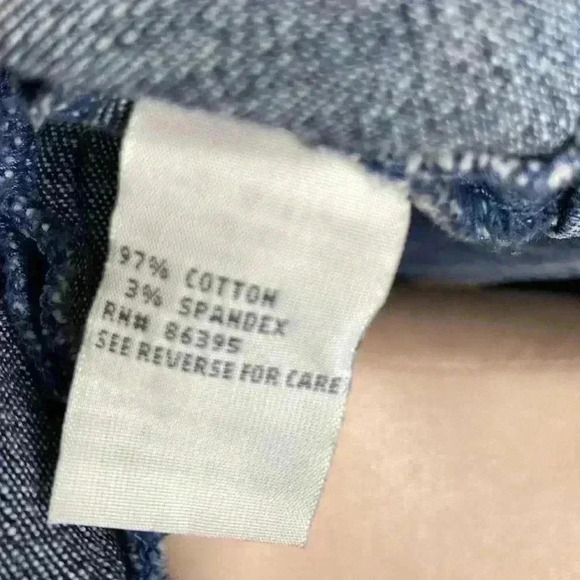 97% COTTON
3% SPANDEX
RN# 86395
SEE REVERSE FOR CARE